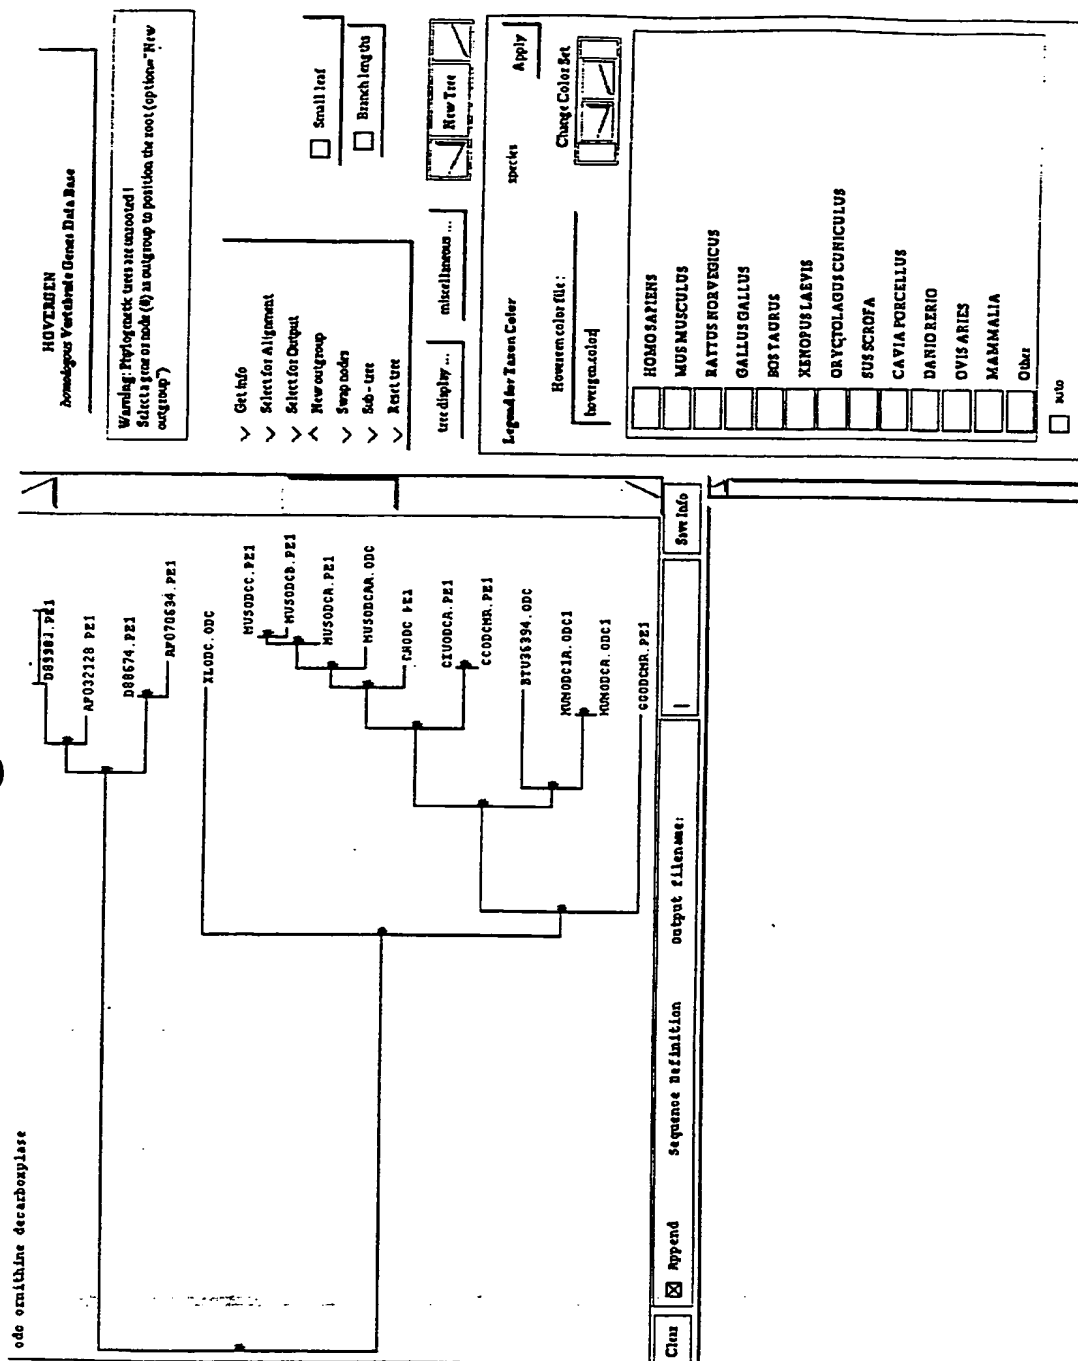 odc ornithine decarboxylase
AF032128 PE1
D88674.PE1
AF070634.PE1
XLODC.ODC
MUSODCC.PE1
MUSODCB.PE1
MUSODCA.PE1
MUSODCAA.ODC
CIUODCA.PE1
CCODCMR.PE1
BTU36394.ODC
HUMODC1A.ODC1
HUMODCA.ODC1
GGODCMR.PE1
Clear
Append
Sequence Definition
Output filename:
Save Info
HOVERGEN
homologous Vertebrate Genes Data Base
Warning: Phylogenetic trees are unrooted !
Select a gene or node (#) as outgroup to position the root (option="New
outgroup")
Get info
Select for Alignment
Select for Output
New outgroup
Swap nodes
Sub-tree
Reset tree
Small leaf
Branch lengths
tree display ...
miscellaneous ...
New Tree
Legend for Taxon Color
species
Apply
Hovergen color file :
hovergen.color
Change Color Set
HOMO SAPIENS
MUS MUSCULUS
RATTUS NORVEGICUS
GALLUS GALLUS
BOS TAURUS
XENOPUS LAEVIS
ORYCTOLAGUS CUNICULUS
SUS SCROFA
CAVIA PORCELLUS
DANIO RERIO
OVIS ARIES
MAMMALIA
Other
auto